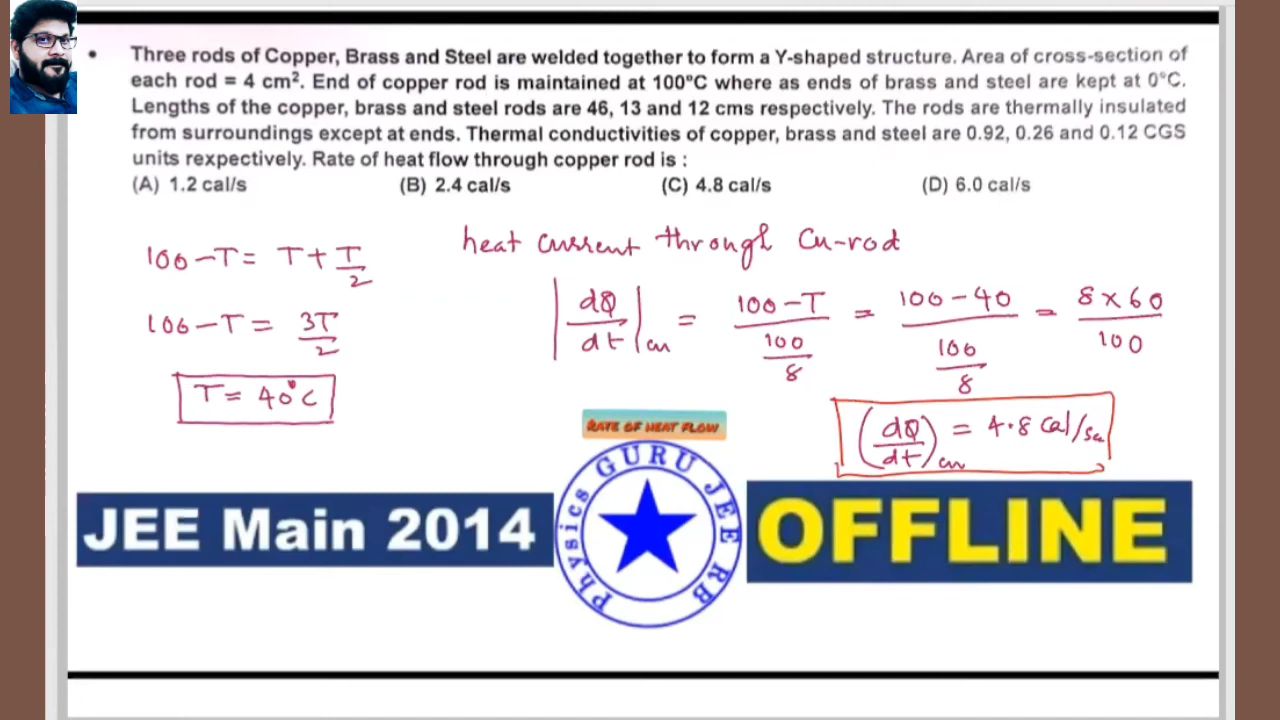 • Three rods of Copper, Brass and Steel are welded together to form a Y-shaped structure. Area of cross-section of
each rod = 4 cm². End of copper rod is maintained at 100°C where as ends of brass and steel are kept at 0°C.
Lengths of the copper, brass and steel rods are 46, 13 and 12 cms respectively. The rods are thermally insulated
from surroundings except at ends. Thermal conductivities of copper, brass and steel are 0.92, 0.26 and 0.12 CGS
units rexpectively. Rate of heat flow through copper rod is :
(A) 1.2 cal/s (B) 2.4 cal/s (C) 4.8 cal/s (D) 6.0 cal/s
100-T = T + T/2
100-T = 3T/2
T = 40°C
heat current through Cu-rod
|dQ/dt|cu = (100-T)/(100/8) = (100-40)/(100/8) = (8×60)/100
(dQ/dt)cu = 4.8 Cal/sec
RATE OF HEAT FLOW
JEE Main 2014
Physics GURU JEE RB
OFFLINE